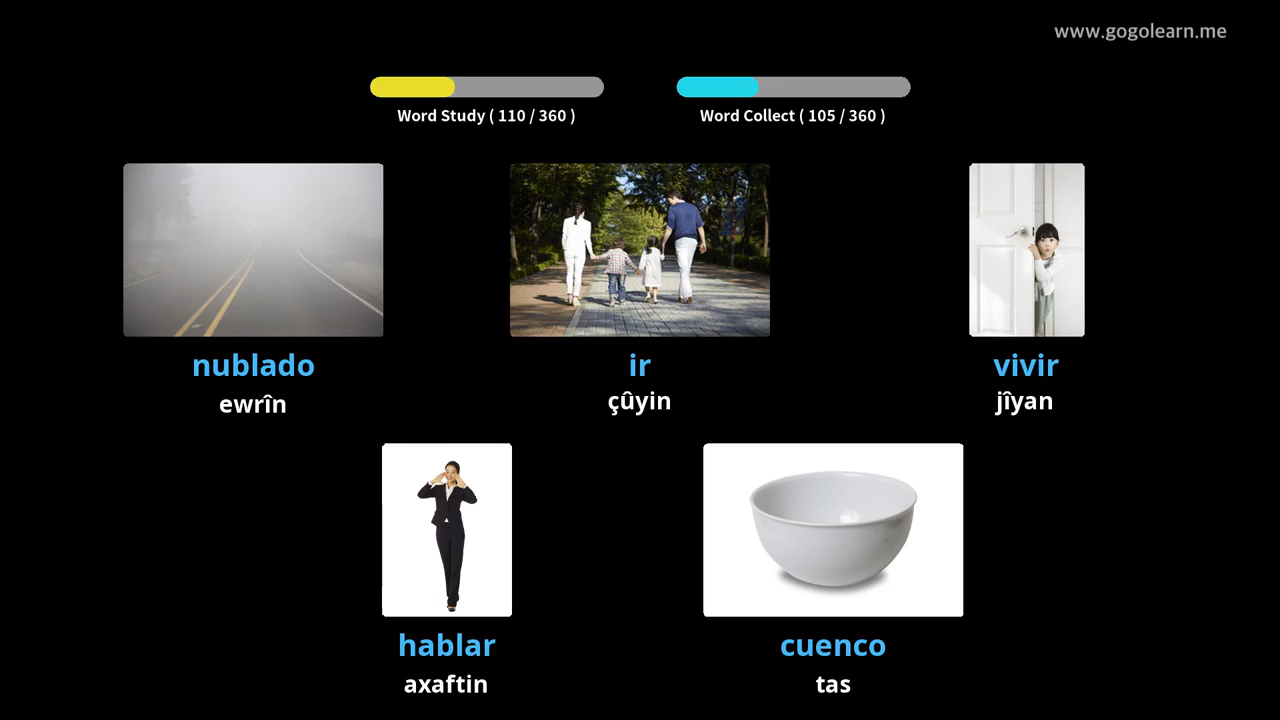 www.gogolearn.me
Word Study ( 110 / 360 )
Word Collect ( 105 / 360 )
nublado
ewrîn
ir
çûyin
vivir
jîyan
hablar
axaftin
cuenco
tas